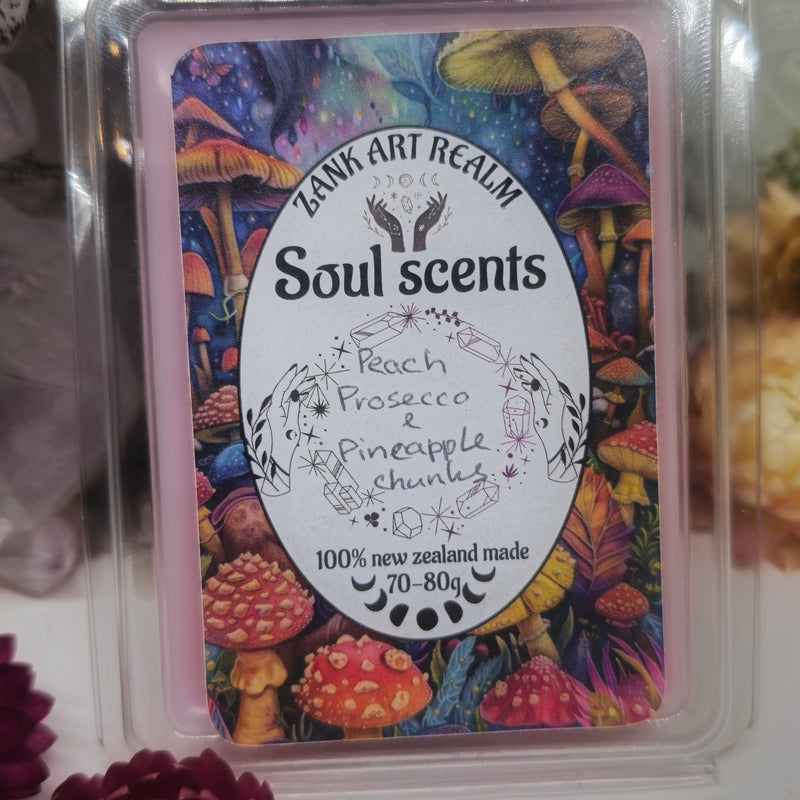 ZANK ART REALM
Soul scents
Peach
Prosecco
&
Pineapple
chunks
100% new zealand made
70-80g